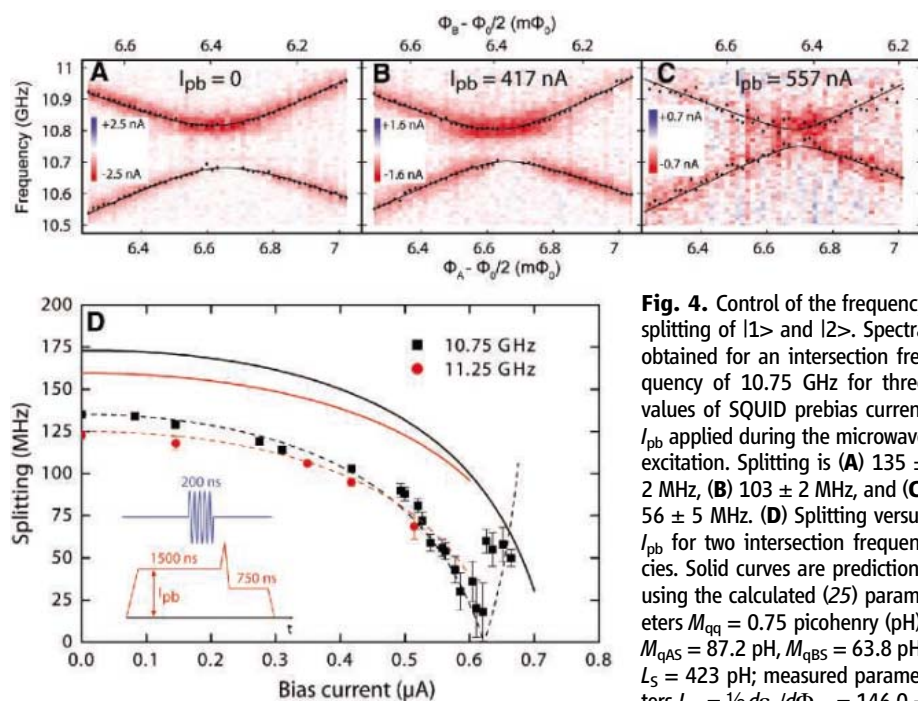 Φ_B - Φ_0/2 (mΦ_0)
6.6 6.4 6.2 6.6 6.4 6.2 6.6 6.4 6.2
A I_pb = 0 B I_pb = 417 nA C I_pb = 557 nA
Frequency (GHz)
11
10.9
10.8
10.7
10.6
10.5
+2.5 nA
-2.5 nA
+1.6 nA
-1.6 nA
+0.7 nA
-0.7 nA
6.4 6.6 6.8 7 6.4 6.6 6.8 7 6.4 6.6 6.8 7
Φ_A - Φ_0/2 (mΦ_0)
D
Splitting (MHz)
200
175
150
125
100
75
50
25
0
10.75 GHz
11.25 GHz
200 ns
1500 ns
750 ns
I_pb
t
0.0 0.1 0.2 0.3 0.4 0.5 0.6 0.7 0.8
Bias current (μA)
Fig. 4. Control of the frequenc
splitting of |1> and |2>. Spectra
obtained for an intersection fre
quency of 10.75 GHz for three
values of SQUID prebias curren
I_pb applied during the microwav
excitation. Splitting is (A) 135 ±
2 MHz, (B) 103 ± 2 MHz, and (C
56 ± 5 MHz. (D) Splitting versu
I_pb for two intersection frequen
cies. Solid curves are prediction
using the calculated (25) param
eters M_qq = 0.75 picohenry (pH)
M_qAS = 87.2 pH, M_qBS = 63.8 pH
L_S = 423 pH; measured parame